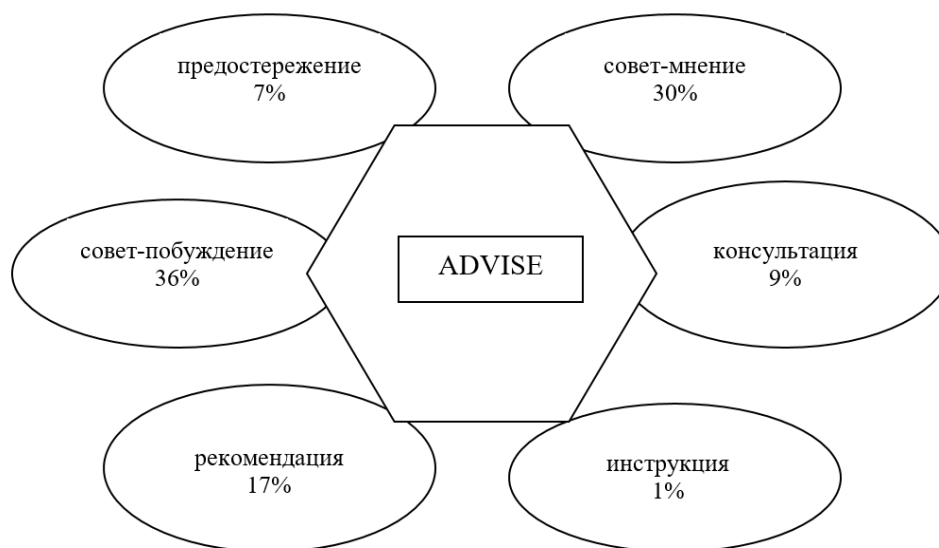 предостережение
7%
совет-мнение
30%
совет-побуждение
36%
ADVISE
консультация
9%
рекомендация
17%
инструкция
1%